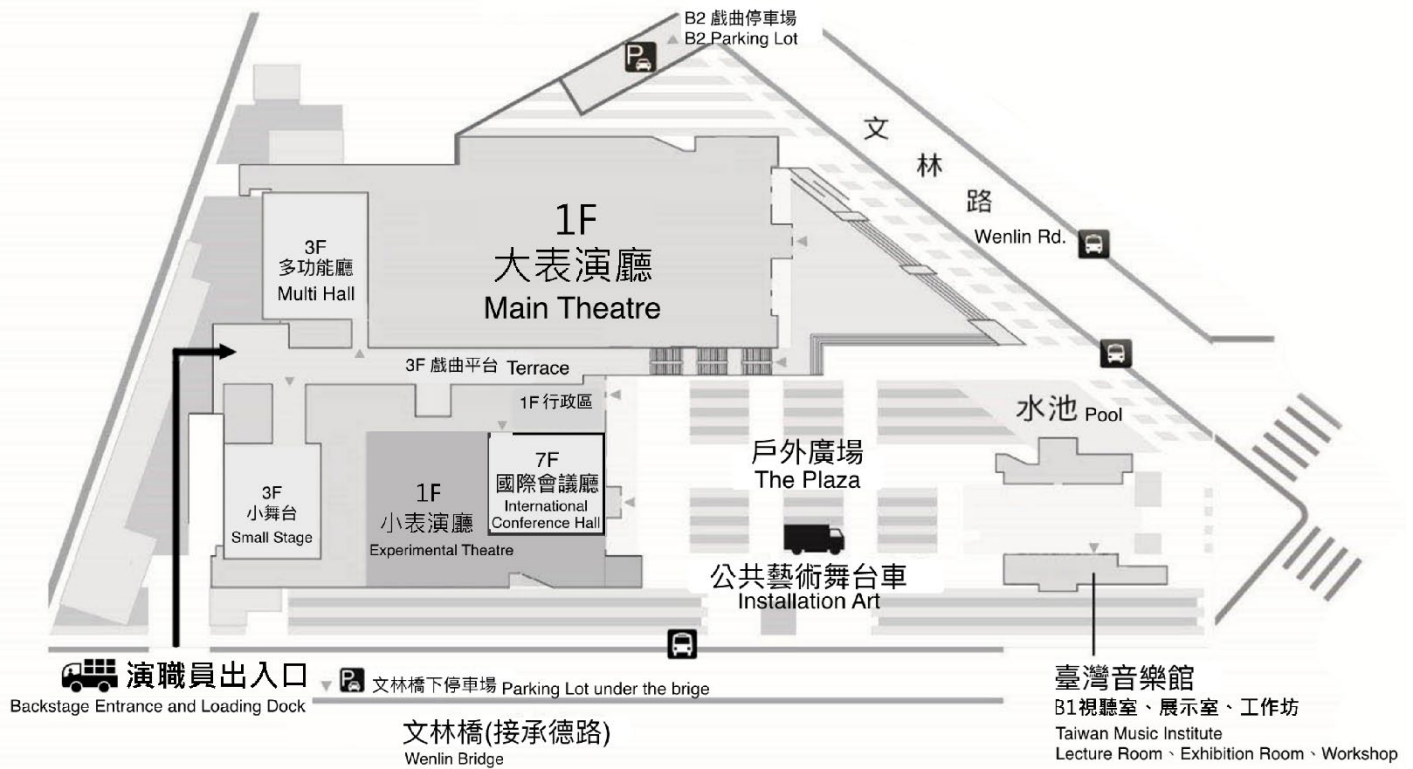 B2 戲曲停車場
B2 Parking Lot
P
文林路
Wenlin Rd.
1F
大表演廳
Main Theatre
3F
多功能廳
Multi Hall
3F 戲曲平台 Terrace
1F 行政區
水池 Pool
戶外廣場
The Plaza
7F
國際會議廳
International
Conference Hall
1F
小表演廳
Experimental Theatre
3F
小舞台
Small Stage
公共藝術舞台車
Installation Art
演職員出入口
Backstage Entrance and Loading Dock
P 文林橋下停車場 Parking Lot under the brige
文林橋(接承德路)
Wenlin Bridge
臺灣音樂館
B1視聽室、展示室、工作坊
Taiwan Music Institute
Lecture Room、Exhibition Room、Workshop